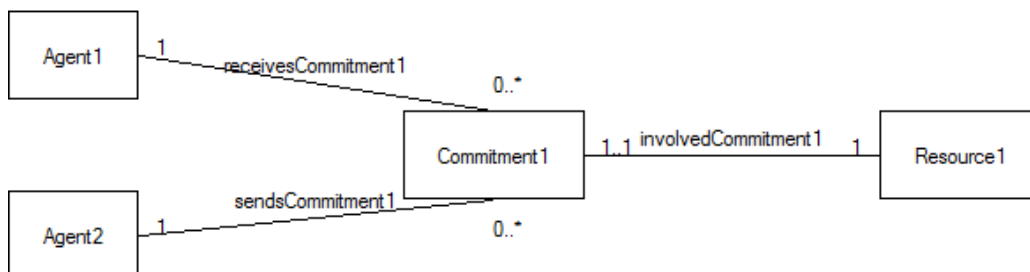 Agent1
1
receivesCommitment1
0..*
Commitment1
1..1
involvedCommitment1
1
Resource1
Agent2
1
sendsCommitment1
0..*